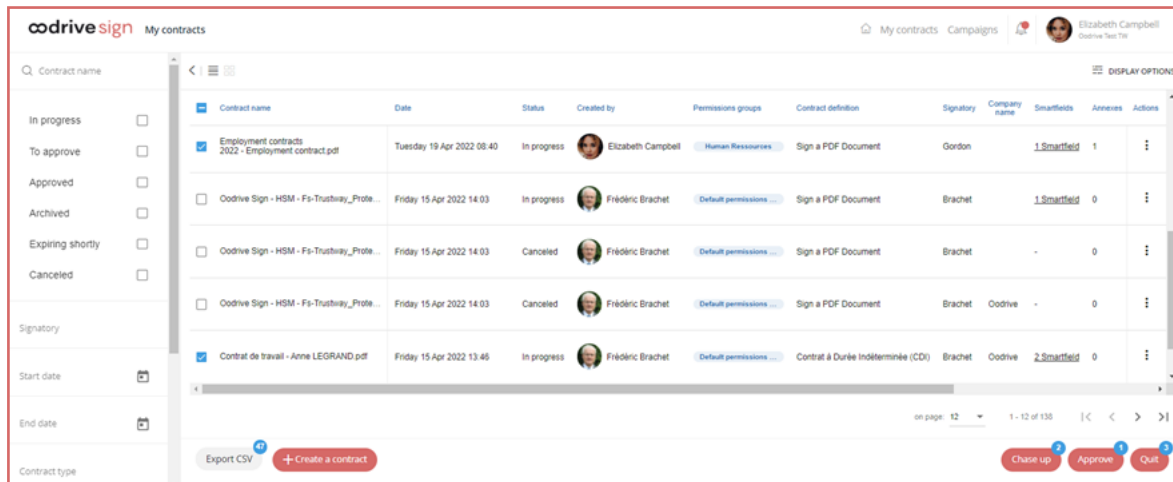 oodrive sign My contracts
My contracts Campaigns
Elizabeth Campbell
Oodrive Test TW
Contract name
DISPLAY OPTIONS
In progress
To approve
Approved
Archived
Expiring shortly
Canceled
Signatory
Start date
End date
Contract type
Contract name Date Status Created by Permissions groups Contract definition Signatory Company name Smartfields Annexes Actions
Employment contracts
2022 - Employment contract.pdf Tuesday 19 Apr 2022 08:40 In progress Elizabeth Campbell Human Ressources Sign a PDF Document Gordon 1 Smartfield 1
Oodrive Sign - HSM - Fs-Trustway_Prote... Friday 15 Apr 2022 14:03 In progress Frédéric Brachet Default permissions ... Sign a PDF Document Brachet 1 Smartfield 0
Oodrive Sign - HSM - Fs-Trustway_Prote... Friday 15 Apr 2022 14:03 Canceled Frédéric Brachet Default permissions ... Sign a PDF Document Brachet - 0
Oodrive Sign - HSM - Fs-Trustway_Prote... Friday 15 Apr 2022 14:03 Canceled Frédéric Brachet Default permissions ... Sign a PDF Document Brachet Oodrive - 0
Contrat de travail - Anne LEGRAND.pdf Friday 15 Apr 2022 13:46 In progress Frédéric Brachet Default permissions ... Contrat à Durée Indéterminée (CDI) Brachet Oodrive 2 Smartfield 0
on page: 12 1 - 12 of 138
Export CSV 47 + Create a contract Chase up 2 Approve 1 Quit 3